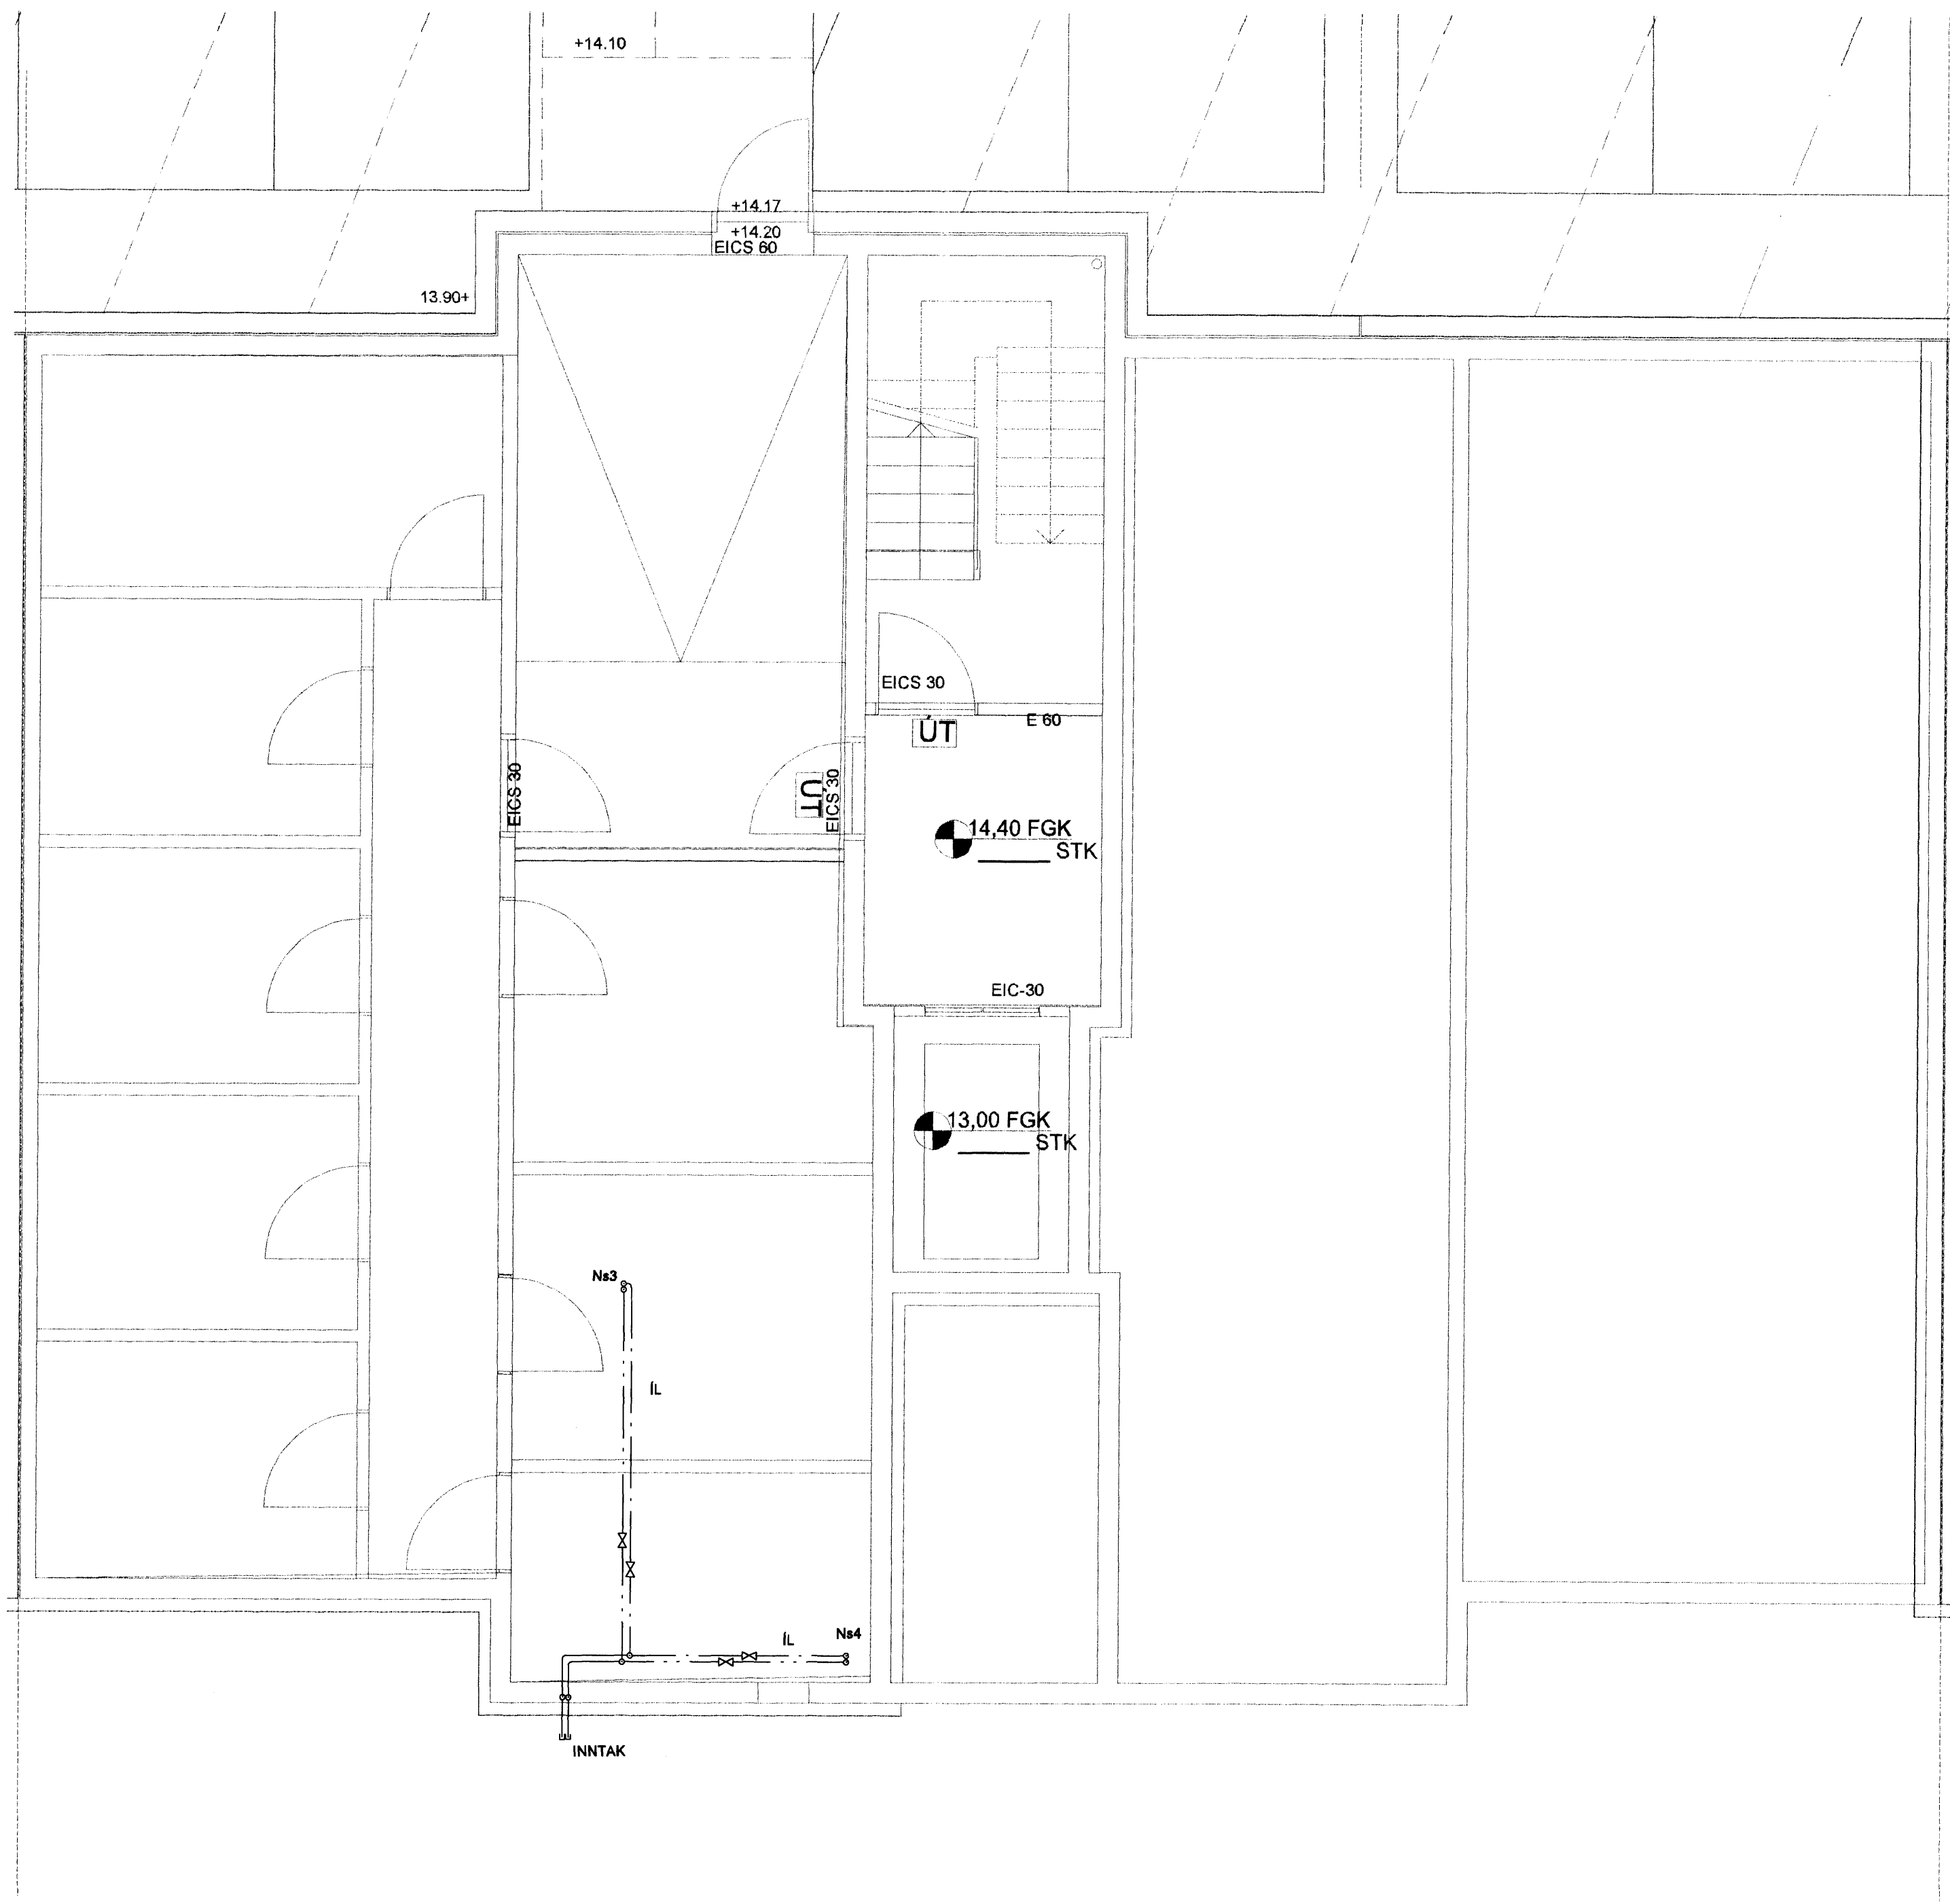 +14.10
+14.17
+14.20
EICS 60
13.90+
EICS 30
E 60
ÚT
EICS 30
ÚT
EICS 30
14,40 FGK
STK
EIC-30
13,00 FGK
STK
Ns3
ÍL
ÍL
Ns4
INNTAK